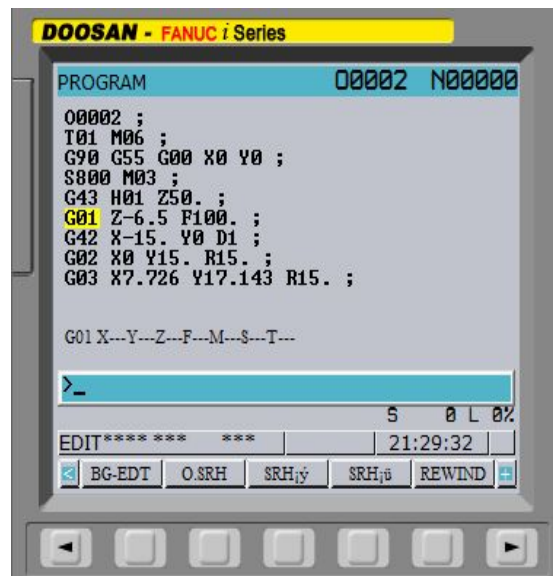 DOOSAN - FANUC i Series
PROGRAM O0002 N00000
O0002 ;
T01 M06 ;
G90 G55 G00 X0 Y0 ;
S800 M03 ;
G43 H01 Z50. ;
G01 Z-6.5 F100. ;
G42 X-15. Y0 D1 ;
G02 X0 Y15. R15. ;
G03 X7.726 Y17.143 R15. ;
G01 X---Y---Z---F---M---S---T---
>_
S 0 L 0%
EDIT**** *** *** 21:29:32
< BG-EDT O.SRH SRH¡ý SRH¡ü REWIND +